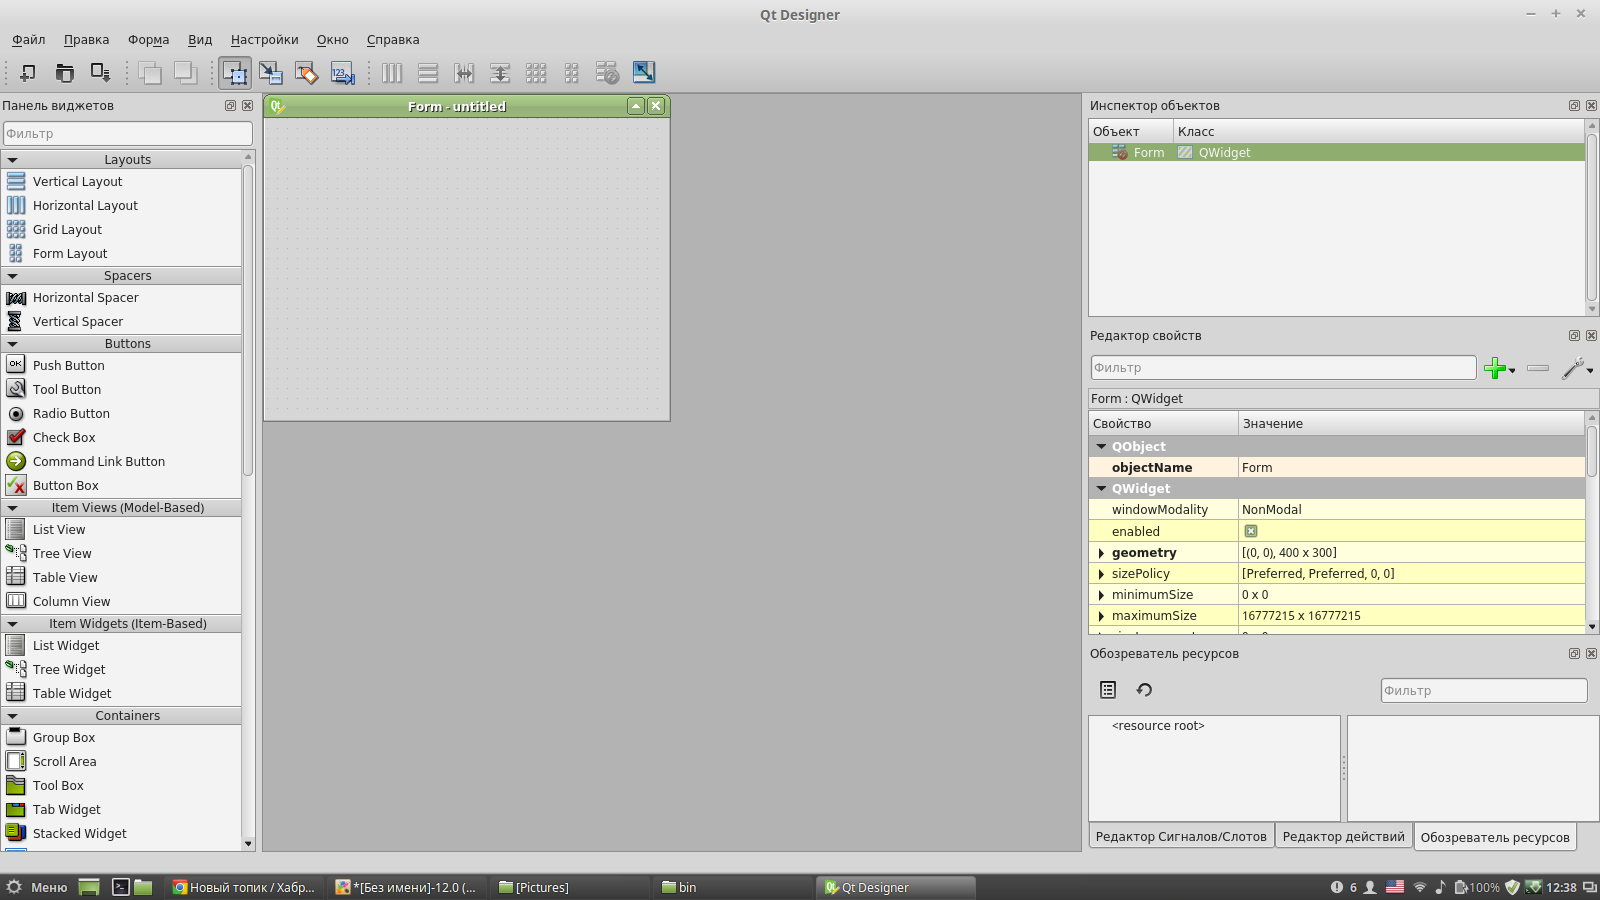 Qt Designer
Файл Правка Форма Вид Настройки Окно Справка
Панель виджетов
Фильтр
Layouts
Vertical Layout
Horizontal Layout
Grid Layout
Form Layout
Spacers
Horizontal Spacer
Vertical Spacer
Buttons
Push Button
Tool Button
Radio Button
Check Box
Command Link Button
Button Box
Item Views (Model-Based)
List View
Tree View
Table View
Column View
Item Widgets (Item-Based)
List Widget
Tree Widget
Table Widget
Containers
Group Box
Scroll Area
Tool Box
Tab Widget
Stacked Widget
Form - untitled
Инспектор объектов
Объект Класс
Form QWidget
Редактор свойств
Фильтр
Form : QWidget
Свойство Значение
QObject
objectName Form
QWidget
windowModality NonModal
enabled
geometry [(0, 0), 400 x 300]
sizePolicy [Preferred, Preferred, 0, 0]
minimumSize 0 x 0
maximumSize 16777215 x 16777215
Обозреватель ресурсов
Фильтр
<resource root>
Редактор Сигналов/Слотов Редактор действий Обозреватель ресурсов
Меню Новый топик / Хабр... *[Без имени]-12.0 (... [Pictures] bin Qt Designer 6 100% 12:38